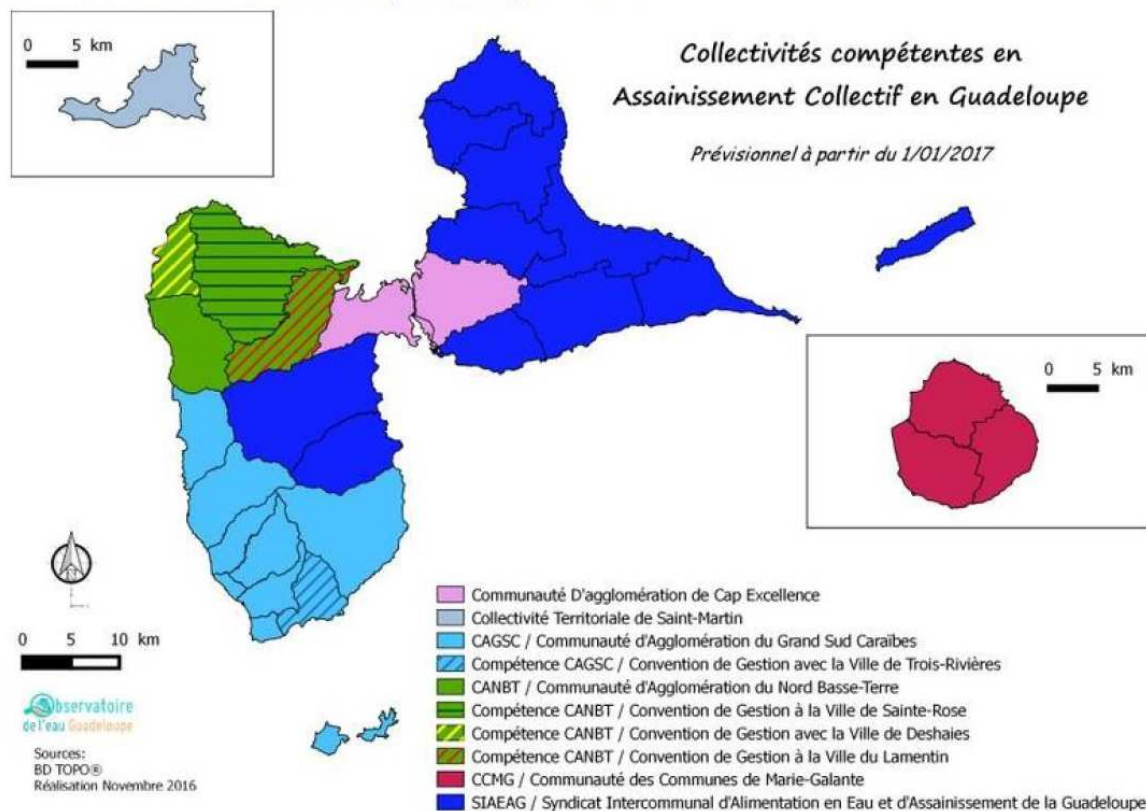 0 5 km
Collectivités compétentes en
Assainissement Collectif en Guadeloupe
Prévisionnel à partir du 1/01/2017
0 5 km
0 5 10 km
Observatoire
de l'eau Guadeloupe
Sources:
BD TOPO®
Réalisation Novembre 2016
Communauté D'agglomération de Cap Excellence
Collectivité Territoriale de Saint-Martin
CAGSC / Communauté d'Agglomération du Grand Sud Caraïbes
Compétence CAGSC / Convention de Gestion avec la Ville de Trois-Rivières
CANBT / Communauté d'Agglomération du Nord Basse-Terre
Compétence CANBT / Convention de Gestion à la Ville de Sainte-Rose
Compétence CANBT / Convention de Gestion avec la Ville de Deshaies
Compétence CANBT / Convention de Gestion à la Ville du Lamentin
CCMG / Communauté des Communes de Marie-Galante
SIAEAG / Syndicat Intercommunal d'Alimentation en Eau et d'Assainissement de la Guadeloupe